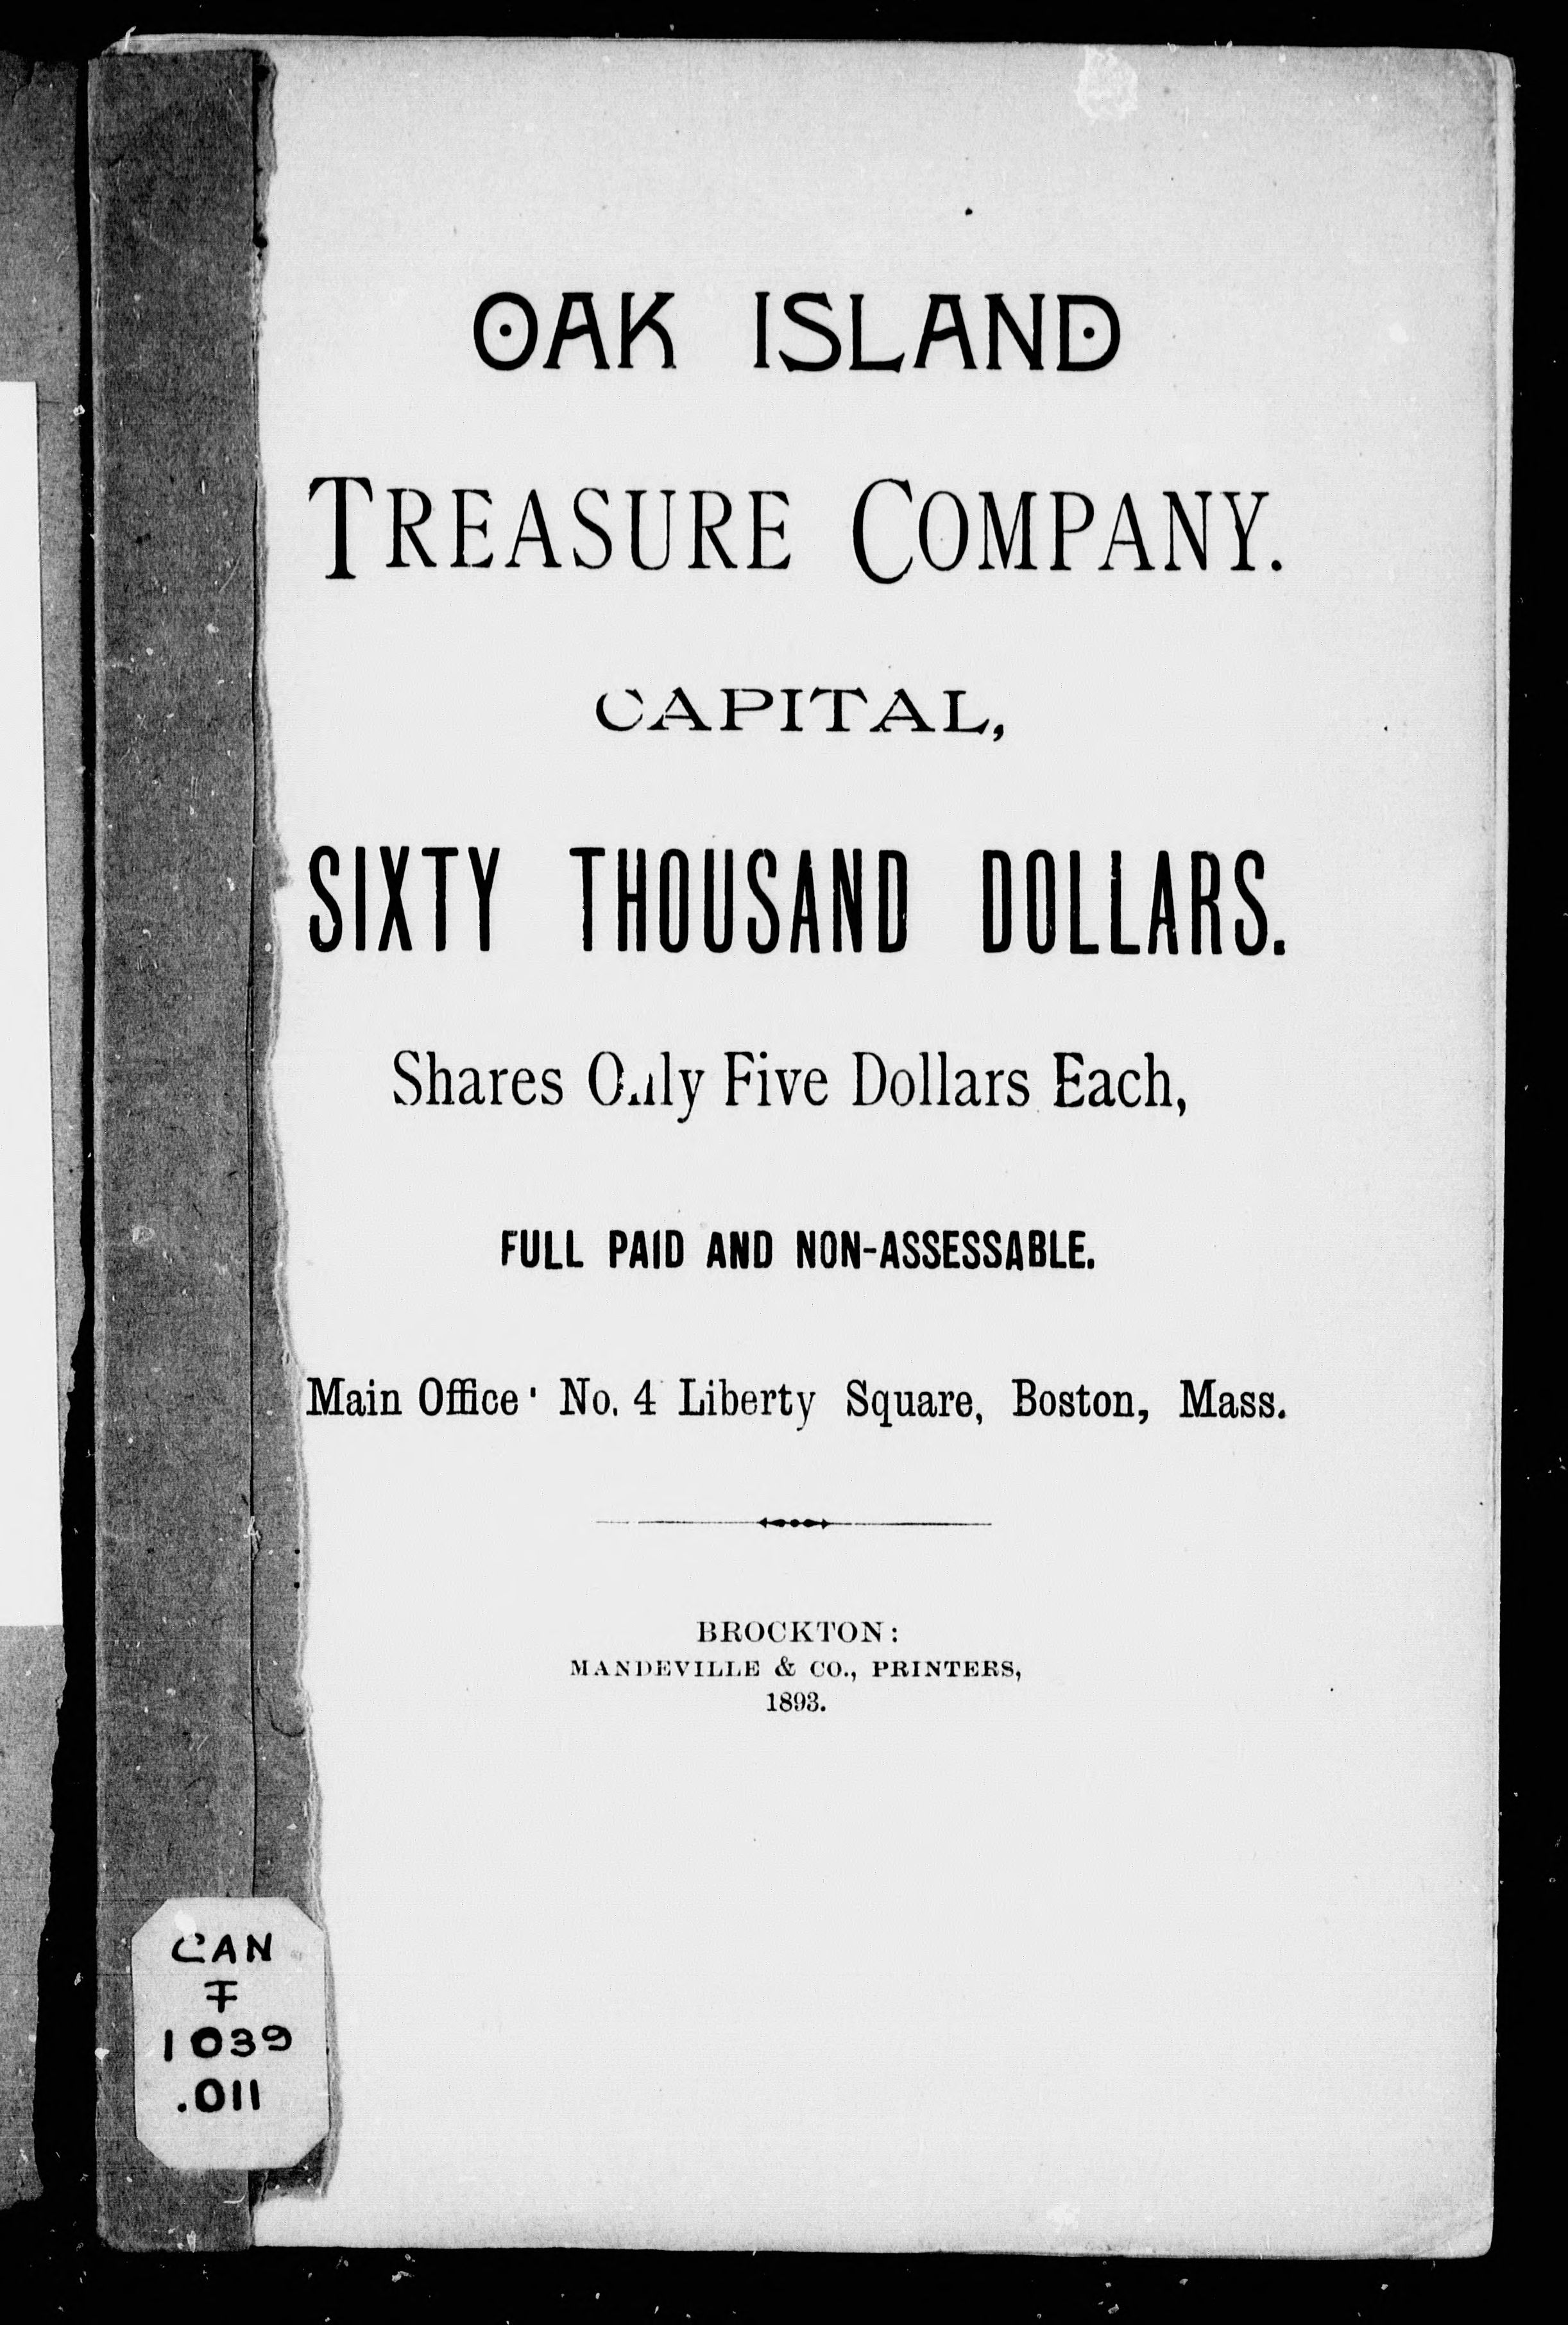 OAK ISLAND
TREASURE COMPANY.
CAPITAL,
SIXTY THOUSAND DOLLARS.
Shares Only Five Dollars Each,
FULL PAID AND NON-ASSESSABLE.
Main Office: No. 4 Liberty Square, Boston, Mass.
BROCKTON:
MANDEVILLE & CO., PRINTERS,
1893.
CAN
F
1039
.O11